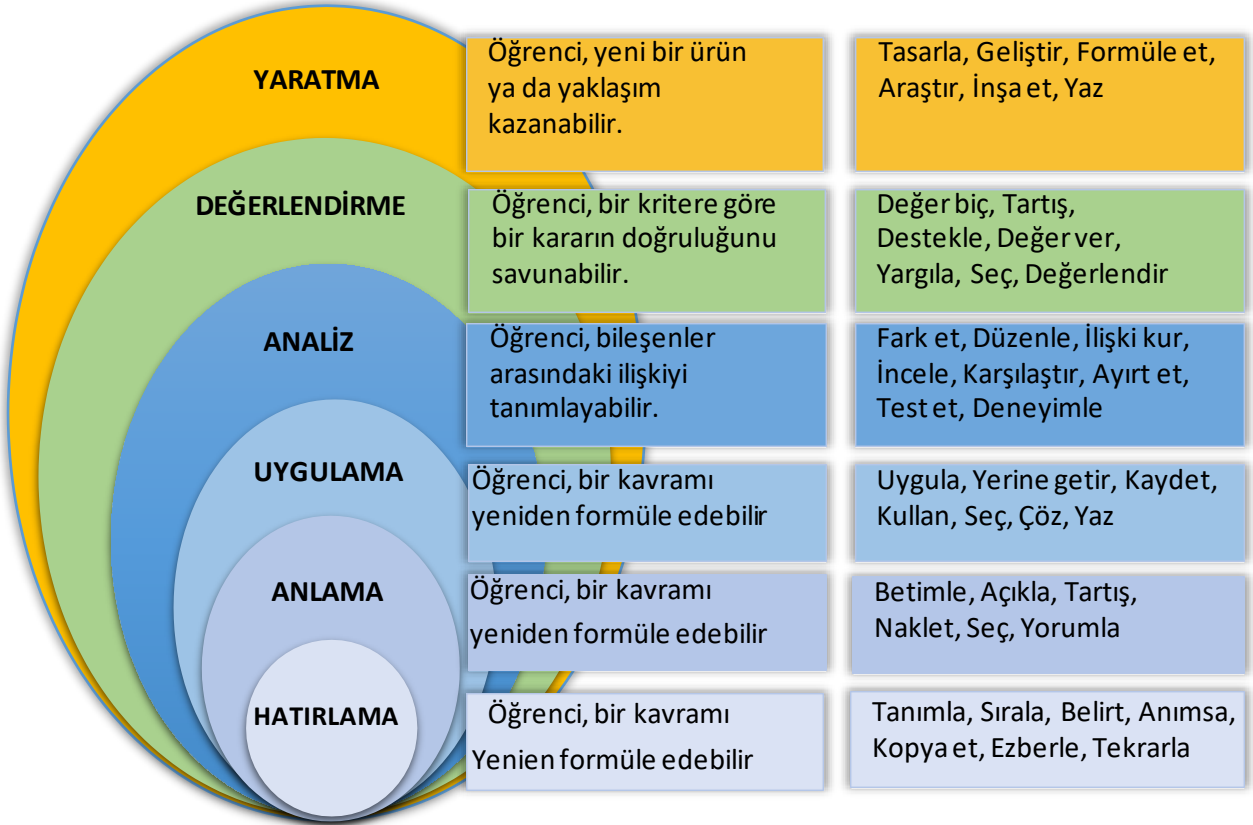 YARATMA
Öğrenci, yeni bir ürün
ya da yaklaşım
kazanabilir.
Tasarla, Geliştir, Formüle et,
Araştır, İnşa et, Yaz
DEĞERLENDİRME
Öğrenci, bir kritere göre
bir kararın doğruluğunu
savunabilir.
Değer biç, Tartış,
Destekle, Değer ver,
Yargıla, Seç, Değerlendir
ANALİZ
Öğrenci, bileşenler
arasındaki ilişkiyi
tanımlayabilir.
Fark et, Düzenle, İlişki kur,
İncele, Karşılaştır, Ayırt et,
Test et, Deneyimle
UYGULAMA
Öğrenci, bir kavramı
yeniden formüle edebilir
Uygula, Yerine getir, Kaydet,
Kullan, Seç, Çöz, Yaz
ANLAMA
Öğrenci, bir kavramı
yeniden formüle edebilir
Betimle, Açıkla, Tartış,
Naklet, Seç, Yorumla
HATIRLAMA
Öğrenci, bir kavramı
Yenien formüle edebilir
Tanımla, Sırala, Belirt, Anımsa,
Kopya et, Ezberle, Tekrarla